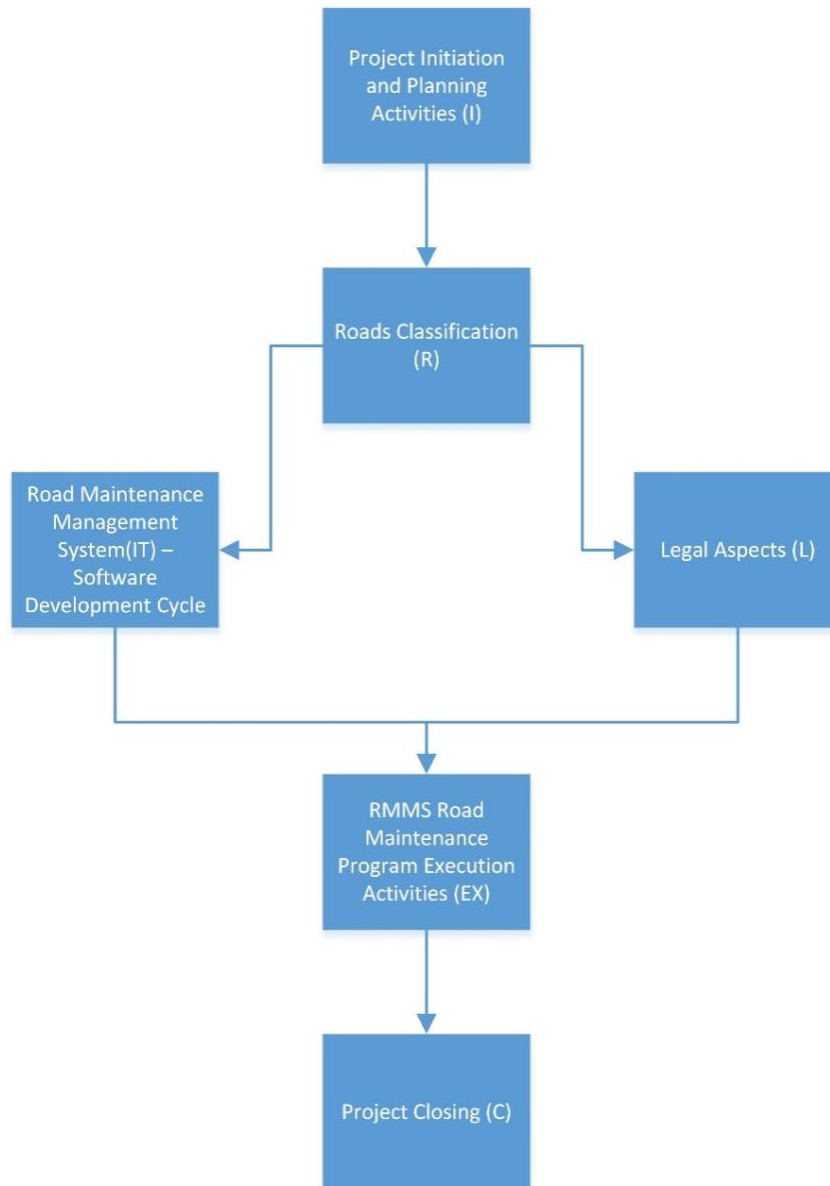 Project Initiation
and Planning
Activities (I)
Roads Classification
(R)
Road Maintenance
Management
System(IT) –
Software
Development Cycle
Legal Aspects (L)
RMMS Road
Maintenance
Program Execution
Activities (EX)
Project Closing (C)